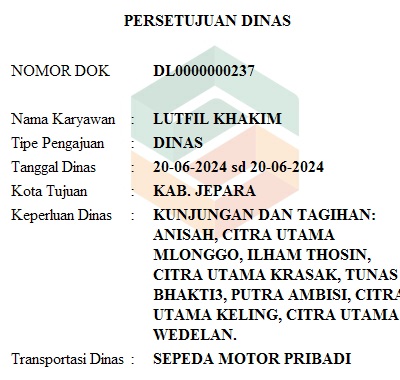 PERSETUJUAN DINAS
NOMOR DOK DL0000000237
Nama Karyawan : LUTFIL KHAKIM
Tipe Pengajuan : DINAS
Tanggal Dinas : 20-06-2024 sd 20-06-2024
Kota Tujuan : KAB. JEPARA
Keperluan Dinas : KUNJUNGAN DAN TAGIHAN:
ANISAH, CITRA UTAMA
MLONGGO, ILHAM THOSIN,
CITRA UTAMA KRASAK, TUNAS
BHAKTI3, PUTRA AMBISI, CITRA
UTAMA KELING, CITRA UTAMA
WEDELAN.
Transportasi Dinas : SEPEDA MOTOR PRIBADI